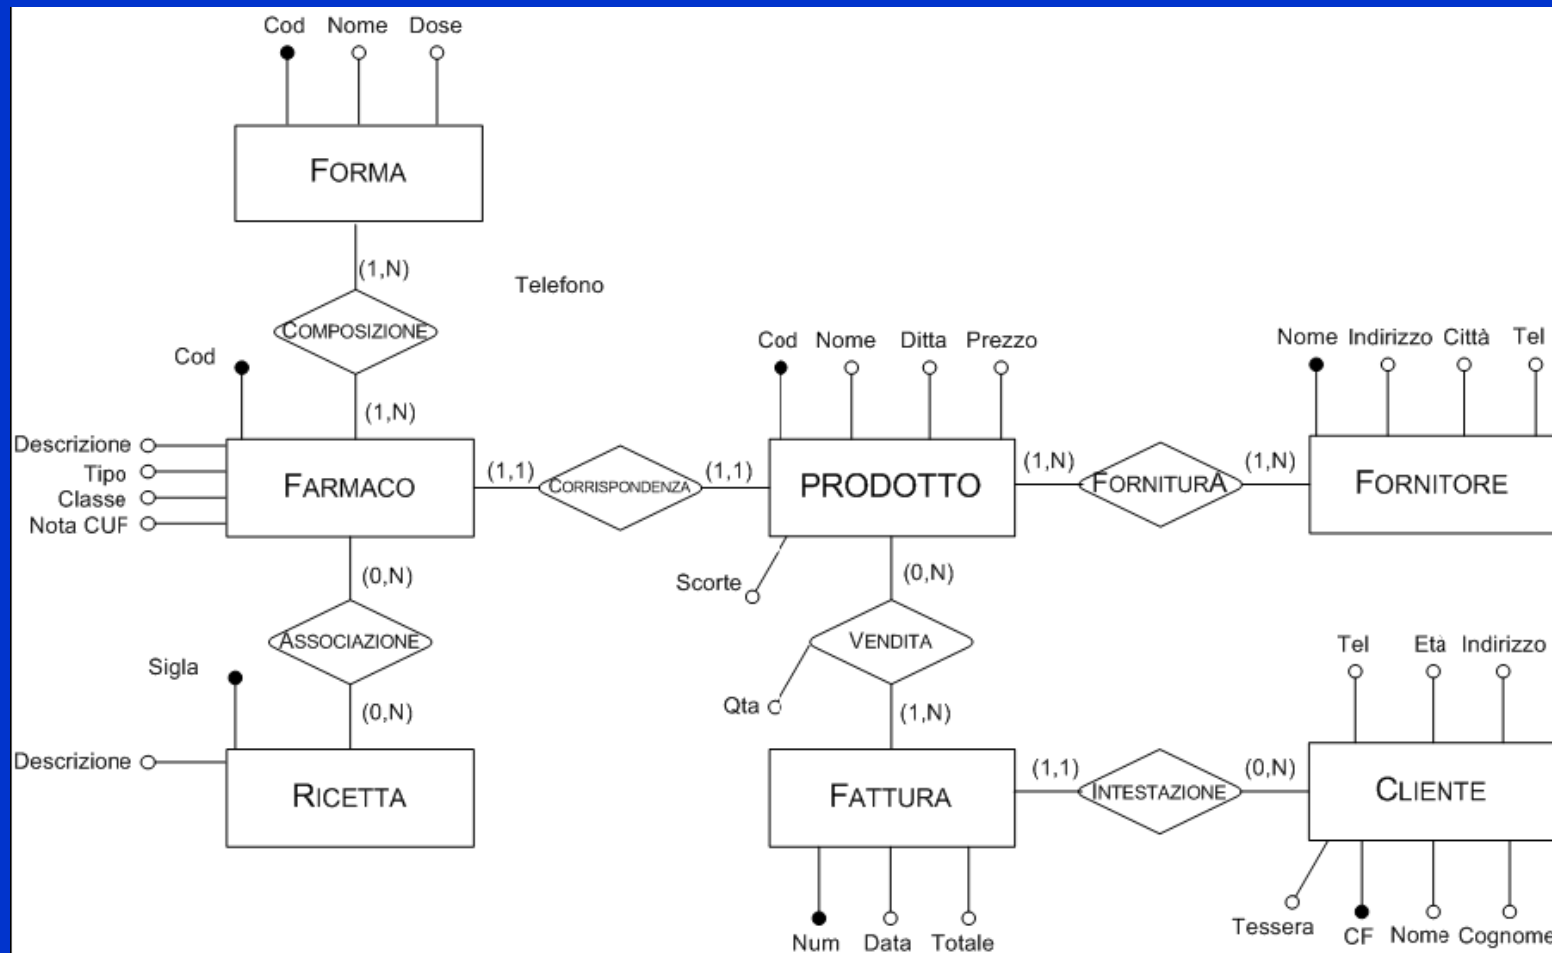 Cod Nome Dose
FORMA
(1,N)
Telefono
COMPOSIZIONE
Cod
(1,N)
Cod Nome Ditta Prezzo
Nome Indirizzo Città Tel
Descrizione
Tipo
Classe
Nota CUF
FARMACO
(1,1)
CORRISPONDENZA
(1,1)
PRODOTTO
(1,N)
FORNITURA
(1,N)
FORNITORE
Scorte
(0,N)
(0,N)
ASSOCIAZIONE
VENDITA
Sigla
Qta
(0,N)
(1,N)
Tel Età Indirizzo
Descrizione
RICETTA
FATTURA
(1,1)
INTESTAZIONE
(0,N)
CLIENTE
Num Data Totale
Tessera
CF Nome Cognome